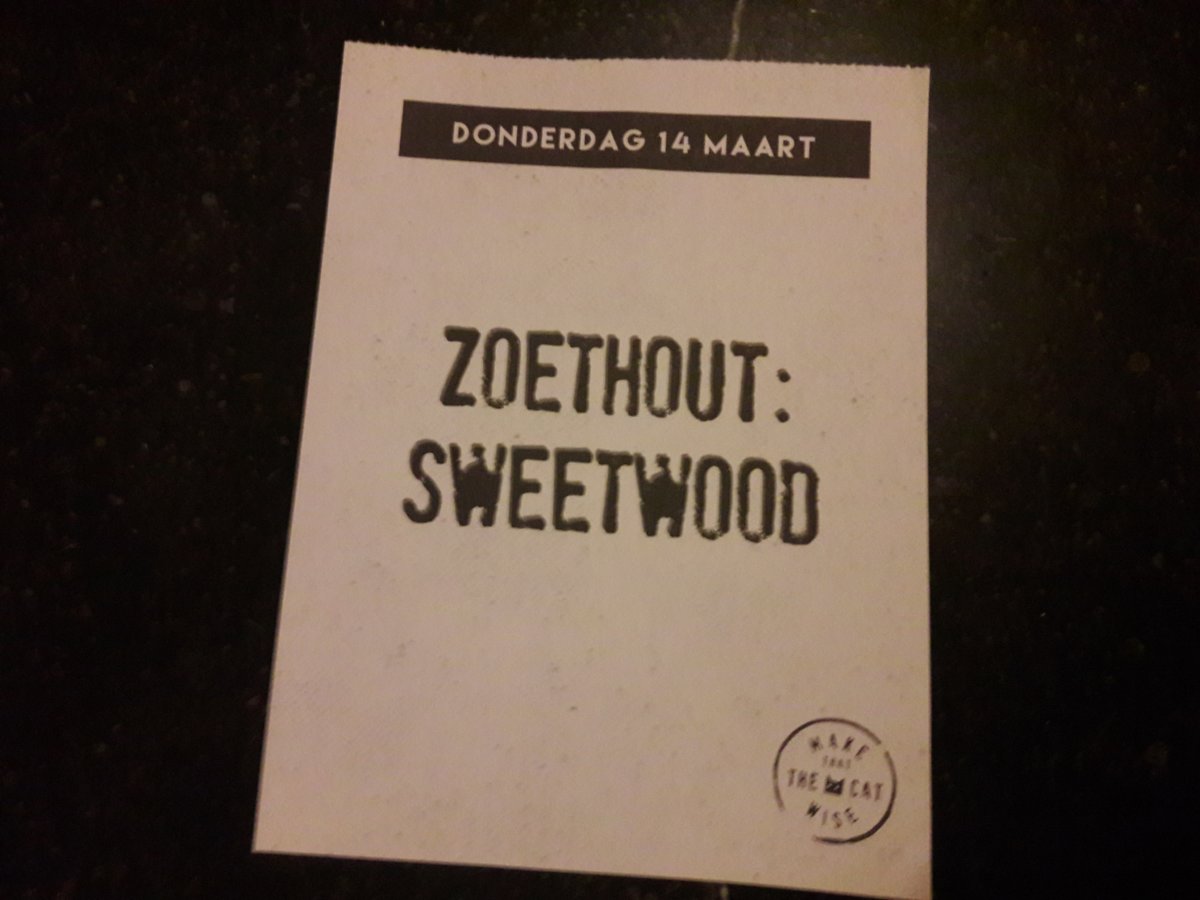 DONDERDAG 14 MAART
ZOETHOUT:
SWEETWOOD
MAKE
THAT
THE CAT
WISE